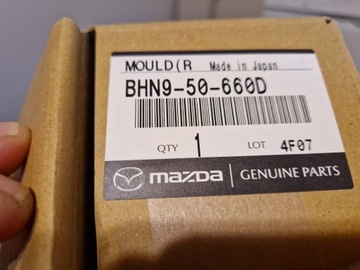 MOULD(R Made in Japan
BHN9-50-660D
QTY 1 LOT 4F07
mazda GENUINE PARTS